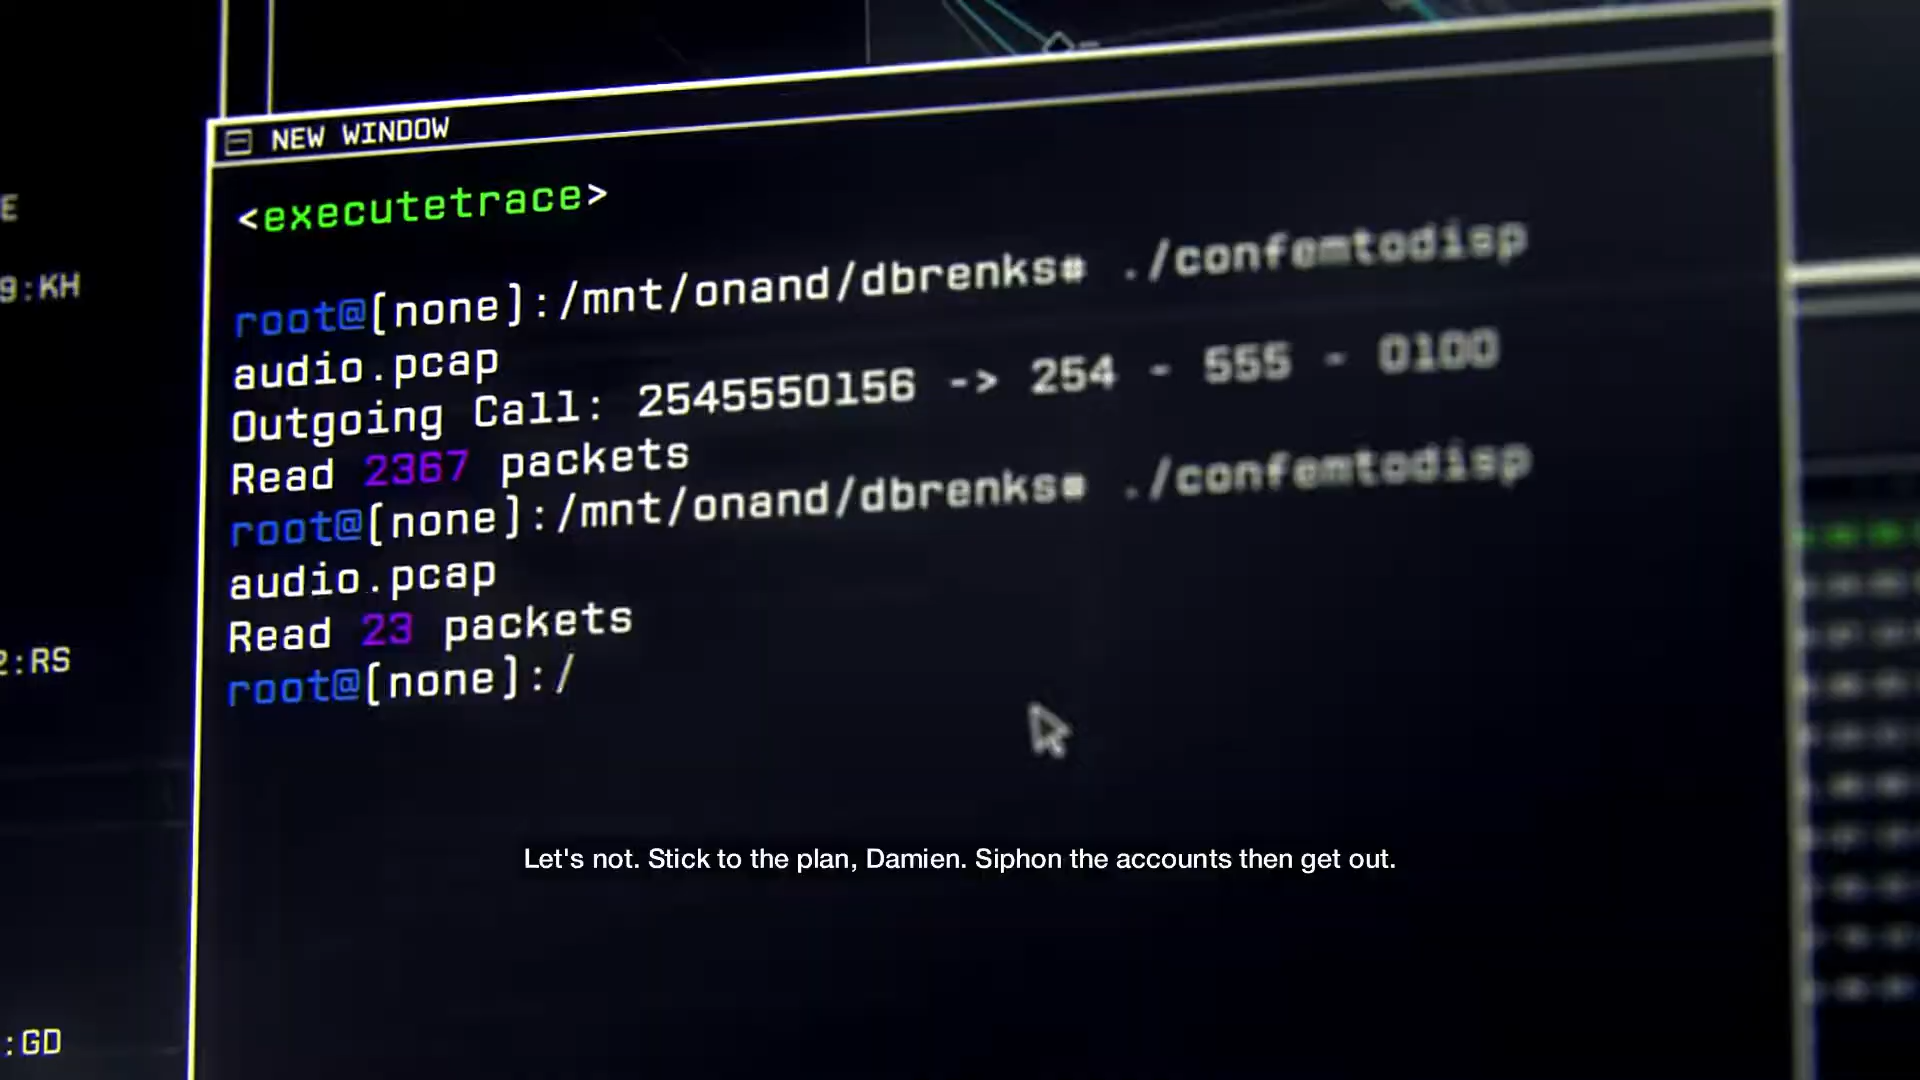 NEW WINDOW
<executetrace>
root@[none]:/mnt/onand/dbrenks# ./confemtodisp
audio.pcap
Outgoing Call: 2545550156 -> 254 - 555 - 0100
Read 2367 packets
root@[none]:/mnt/onand/dbrenks# ./confemtodisp
audio.pcap
Read 23 packets
root@[none]:/
E
9:KH
2:RS
:GD
Let's not. Stick to the plan, Damien. Siphon the accounts then get out.